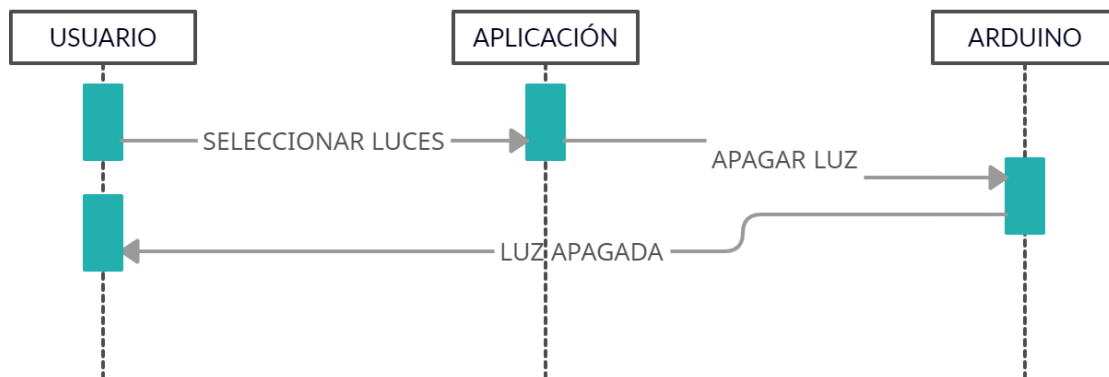 USUARIO
APLICACIÓN
ARDUINO
SELECCIONAR LUCES
APAGAR LUZ
LUZ APAGADA